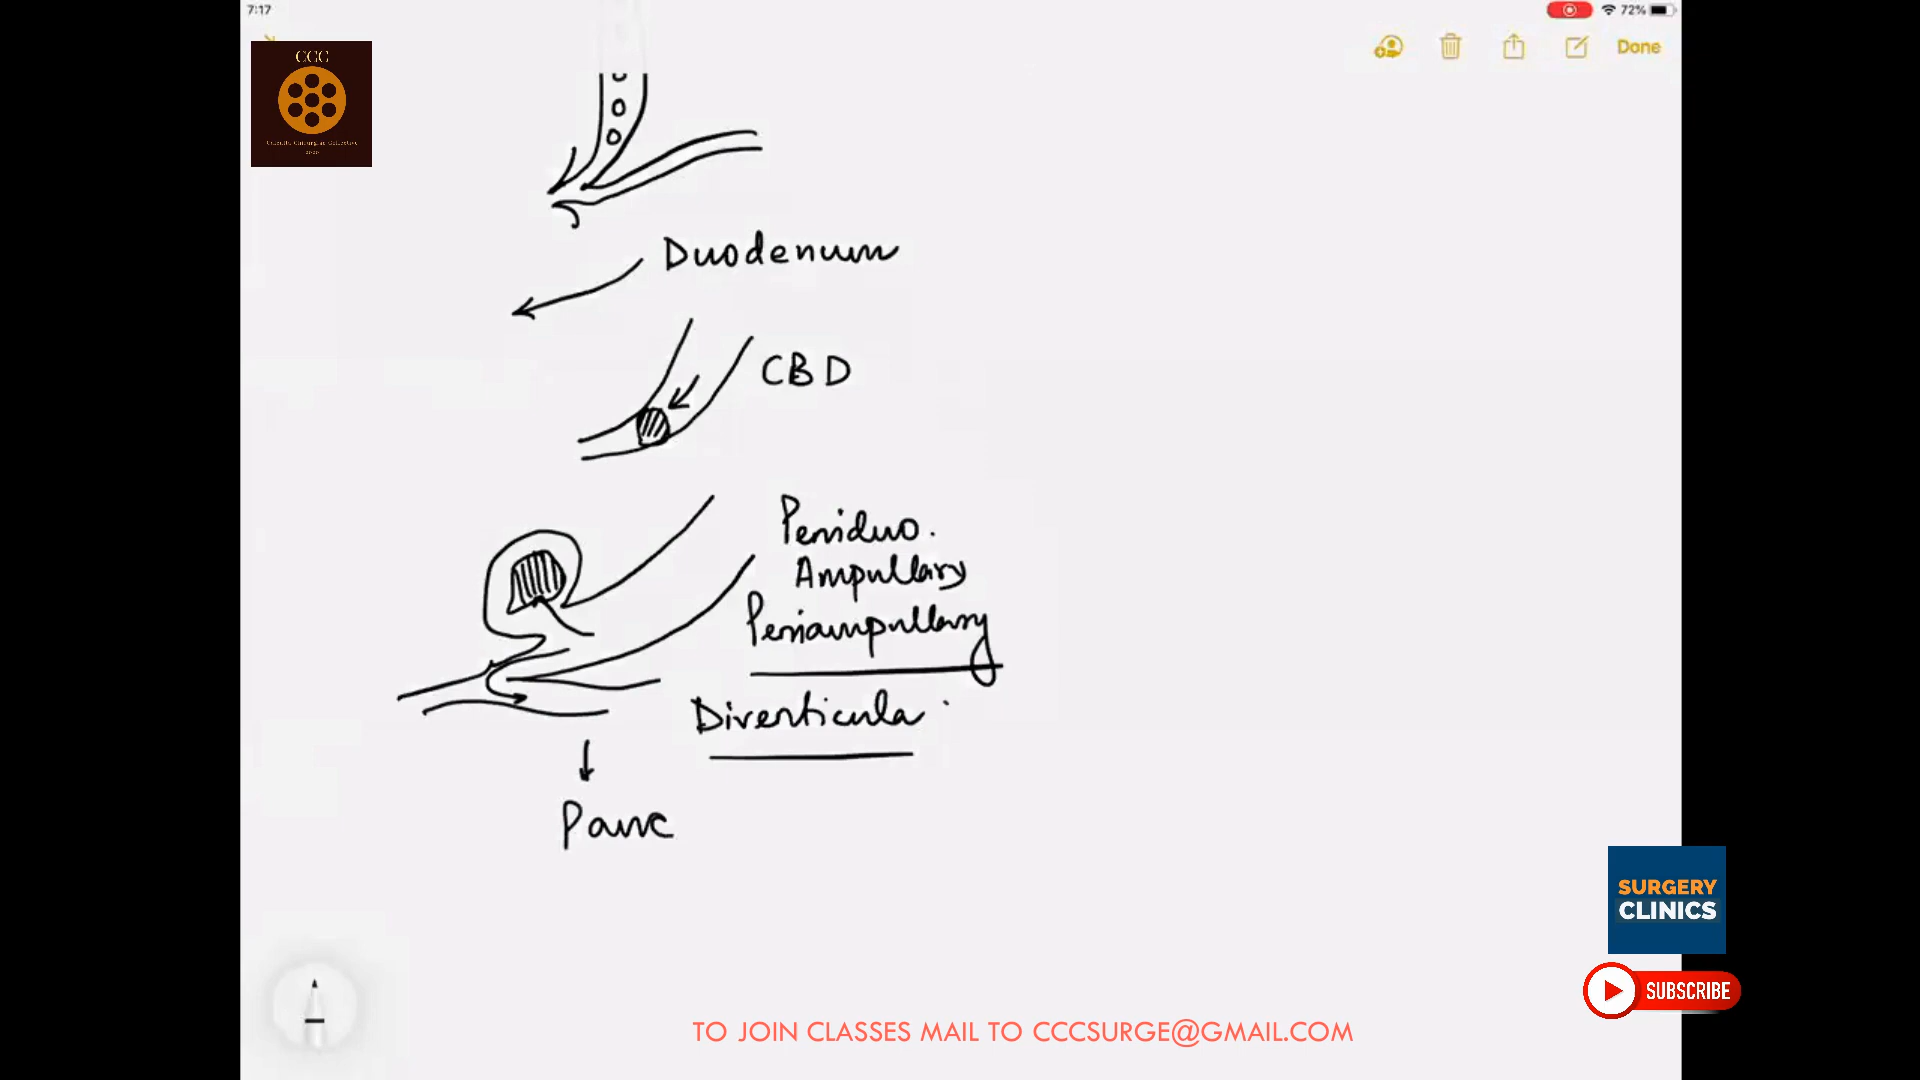 7:17
72%
Done
CCC
2020
Duodenum
CBD
Periduo.
Ampullary
Periampullary
Diverticula
Panc
SURGERY
CLINICS
SUBSCRIBE
TO JOIN CLASSES MAIL TO CCCSURGE@GMAIL.COM